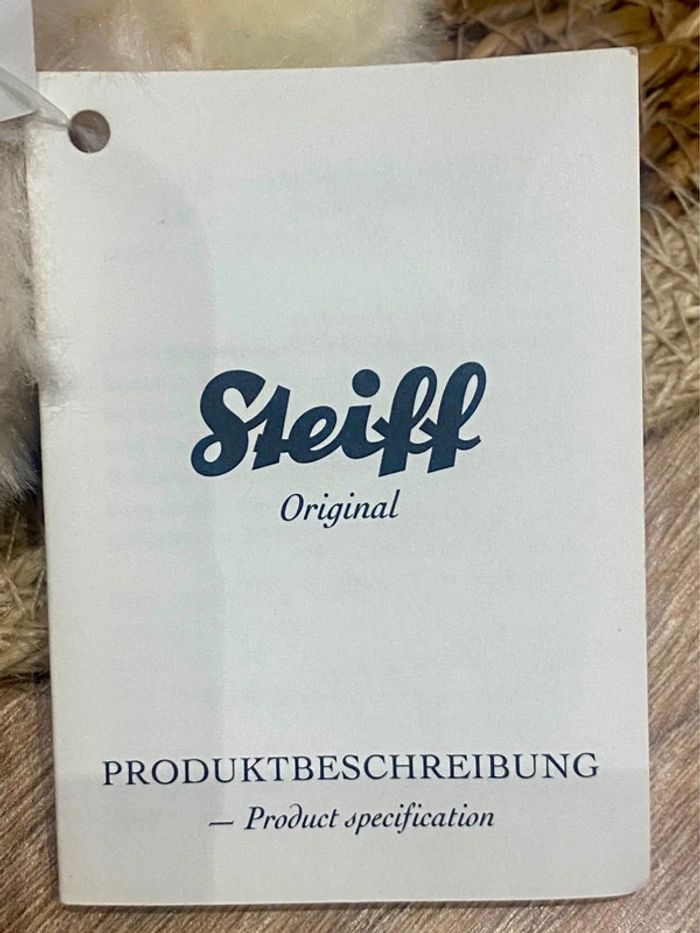 Steiff
Original
PRODUKTBESCHREIBUNG
— Product specification